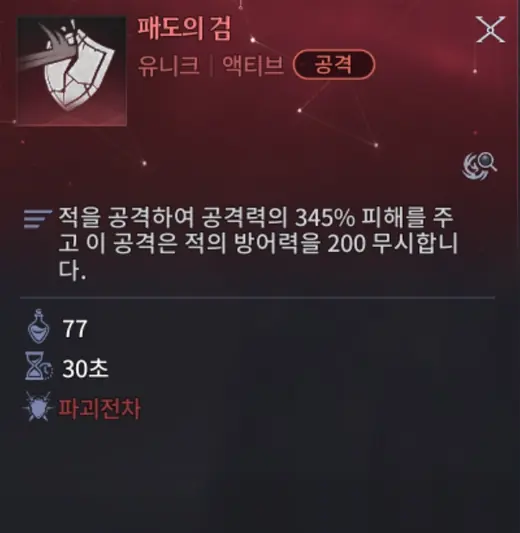 패도의 검
유니크 | 액티브 공격
적을 공격하여 공격력의 345% 피해를 주
고 이 공격은 적의 방어력을 200 무시합니
다.
77
30초
파괴전차